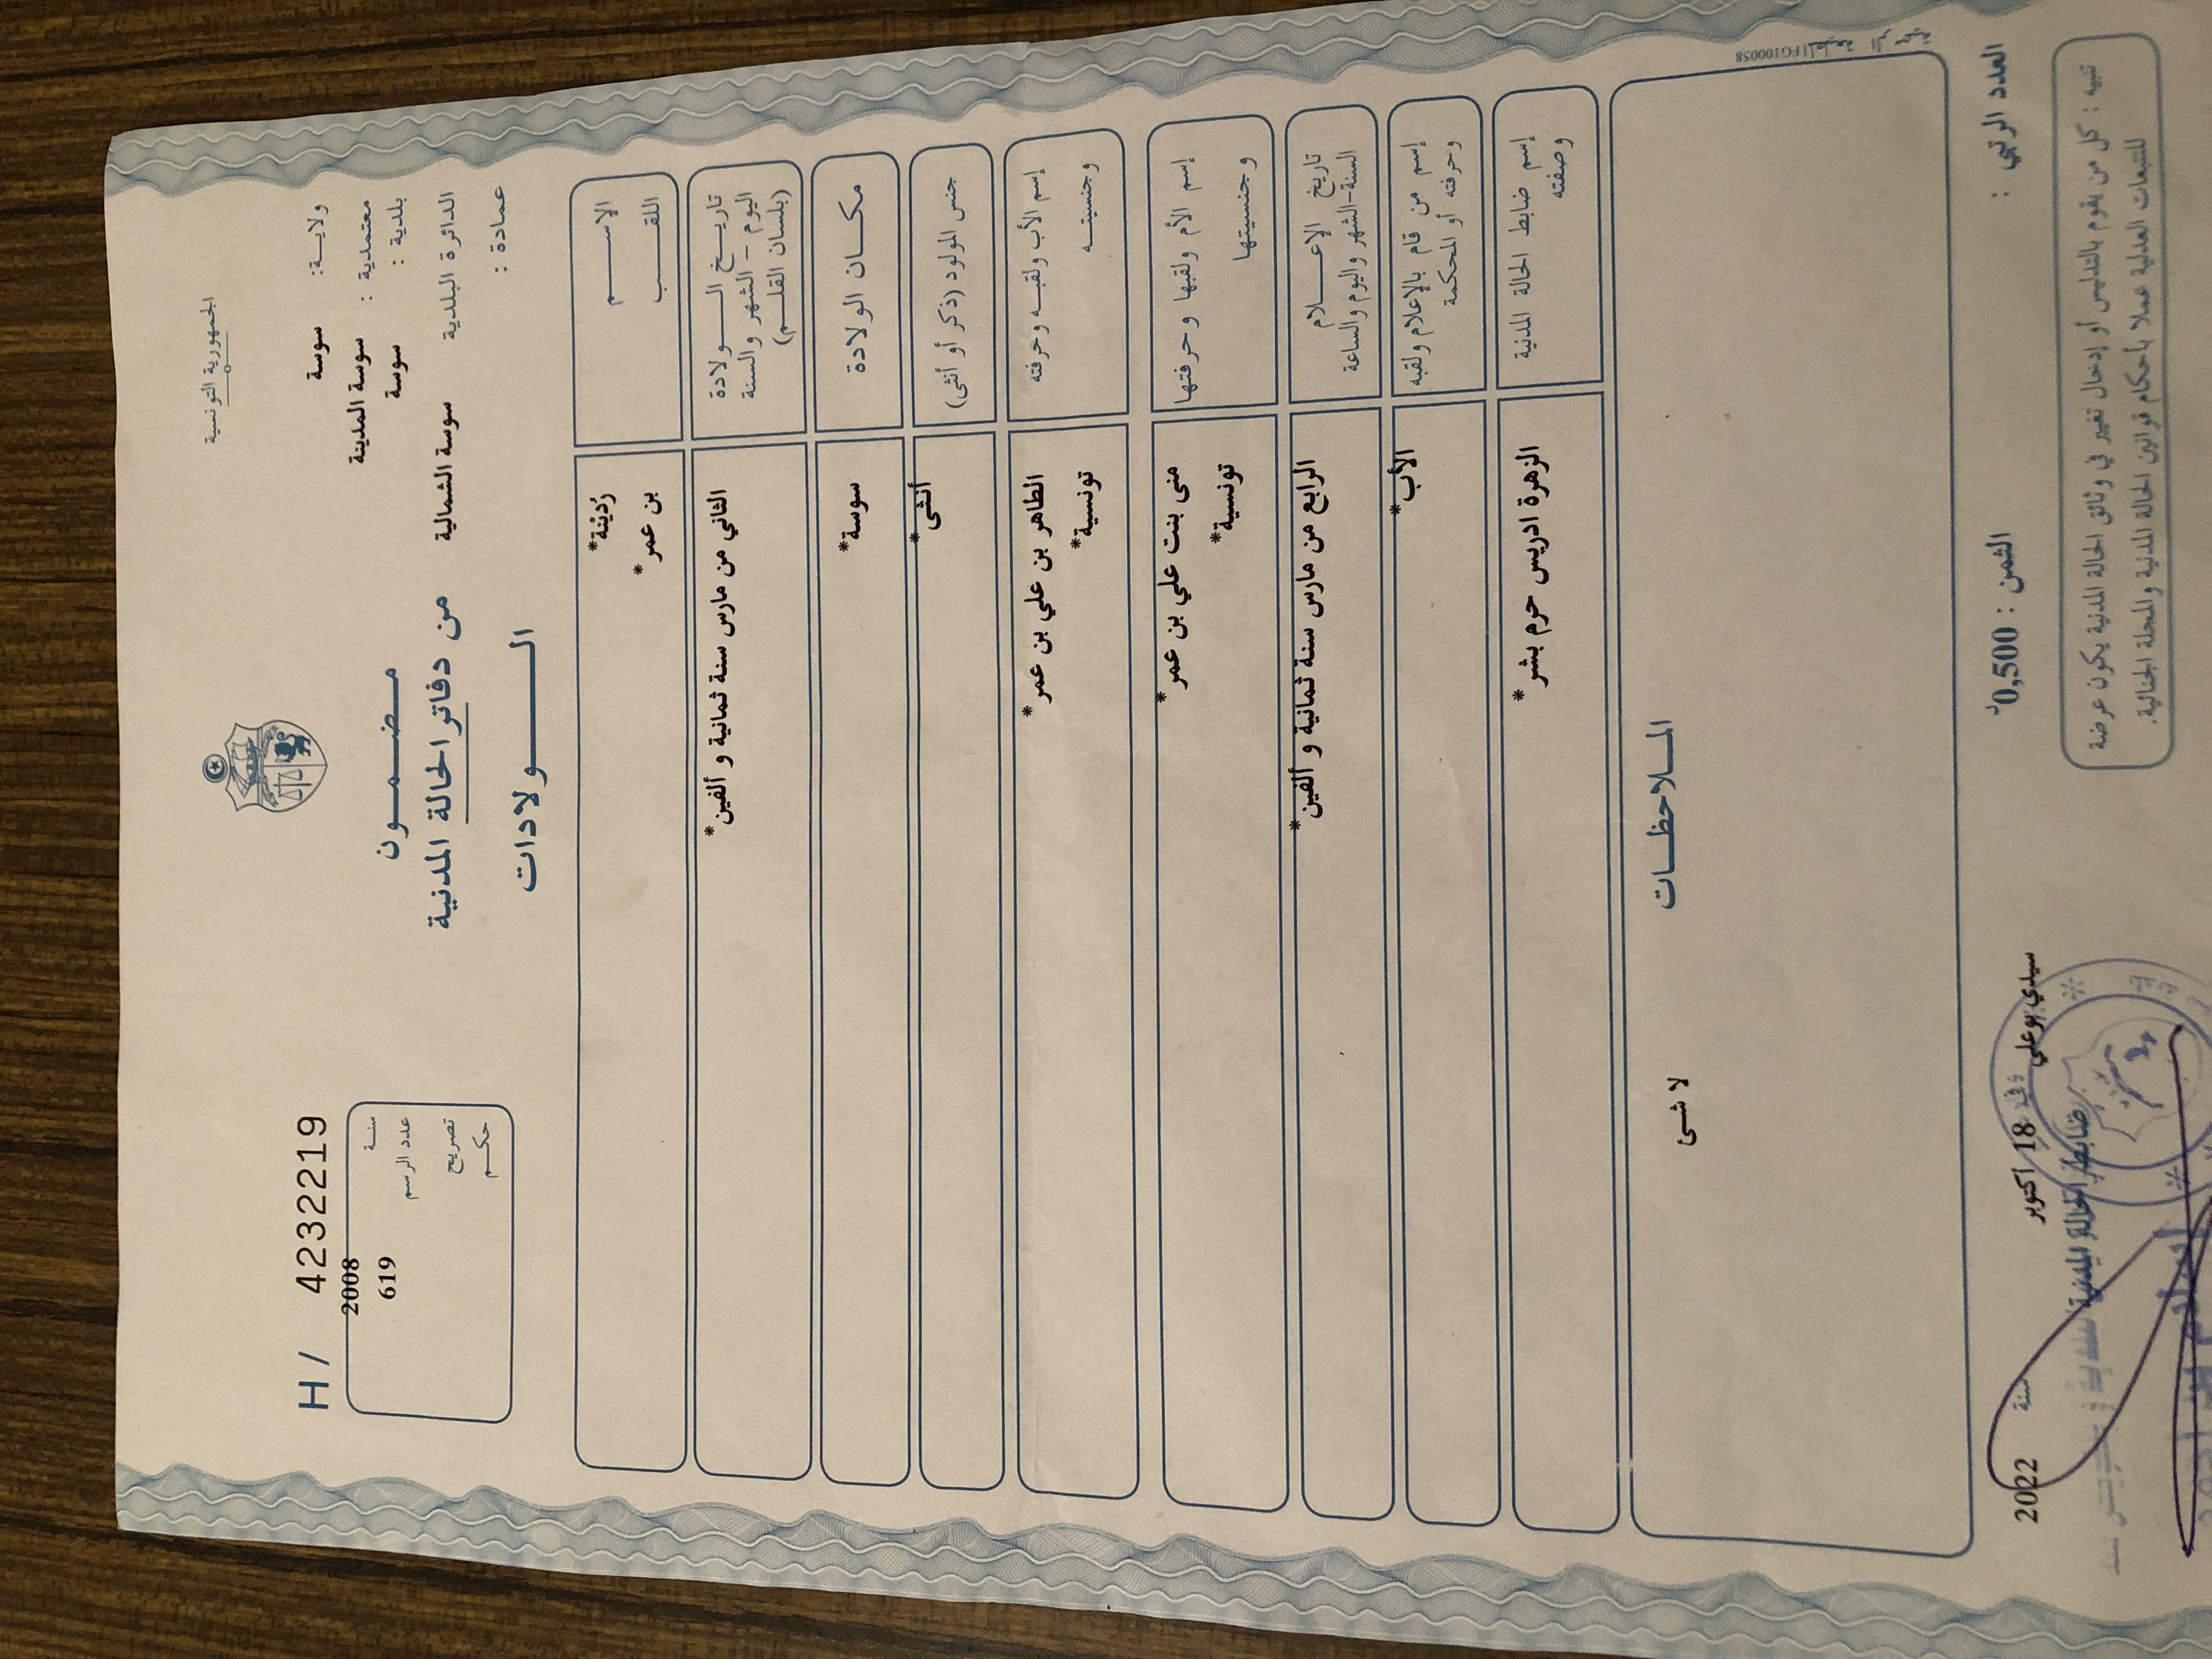 الجمهورية التونسية
ولاية: سوسة
معتمدية : سوسة المدينة
بلدية : سوسة
الدائرة البلدية سوسة الشمالية
عمادة :
مضمون
من دفاتر الحالة المدنية
الولادات
H / 4232219
سنة 2008
عدد الرسم 619
تصريح
حكم
الإسم رُدَيْنة*
اللقب بن عمر*
تاريخ الولادة
اليوم - الشهر والسنة
(بلسان القلم)
الثاني من مارس سنة ثمانية و ألفين*
مكان الولادة سوسة*
جنس المولود (ذكر أو أنثى) أنثى*
إسم الأب ولقبه وحرفته الطاهر بن علي بن عمر*
وجنسيته تونسية*
إسم الأم ولقبها وحرفتها منى بنت علي بن عمر*
وجنسيتها تونسية*
تاريخ الإعلام
السنة-الشهر واليوم والساعة
الرابع من مارس سنة ثمانية و ألفين*
إسم من قام بالإعلام ولقبه الأب*
وحرفته أو المحكمة
إسم ضابط الحالة المدنية الزهرة ادريس حرم بشر*
وصفته
الملاحظات
لا شئ
FG100058
العدد الرتبي :
الثمن : 0,500د
سيدي بوعلي في 18 اكتوبر سنة 2022
ضابط الحالة المدنية
تنبيه : كل من يقوم بالتدليس أو إدخال تغيير في وثائق الحالة المدنية يكون عرضة
للتتبعات العدلية عملا بأحكام قوانين الحالة المدنية والمجلة الجنائية.